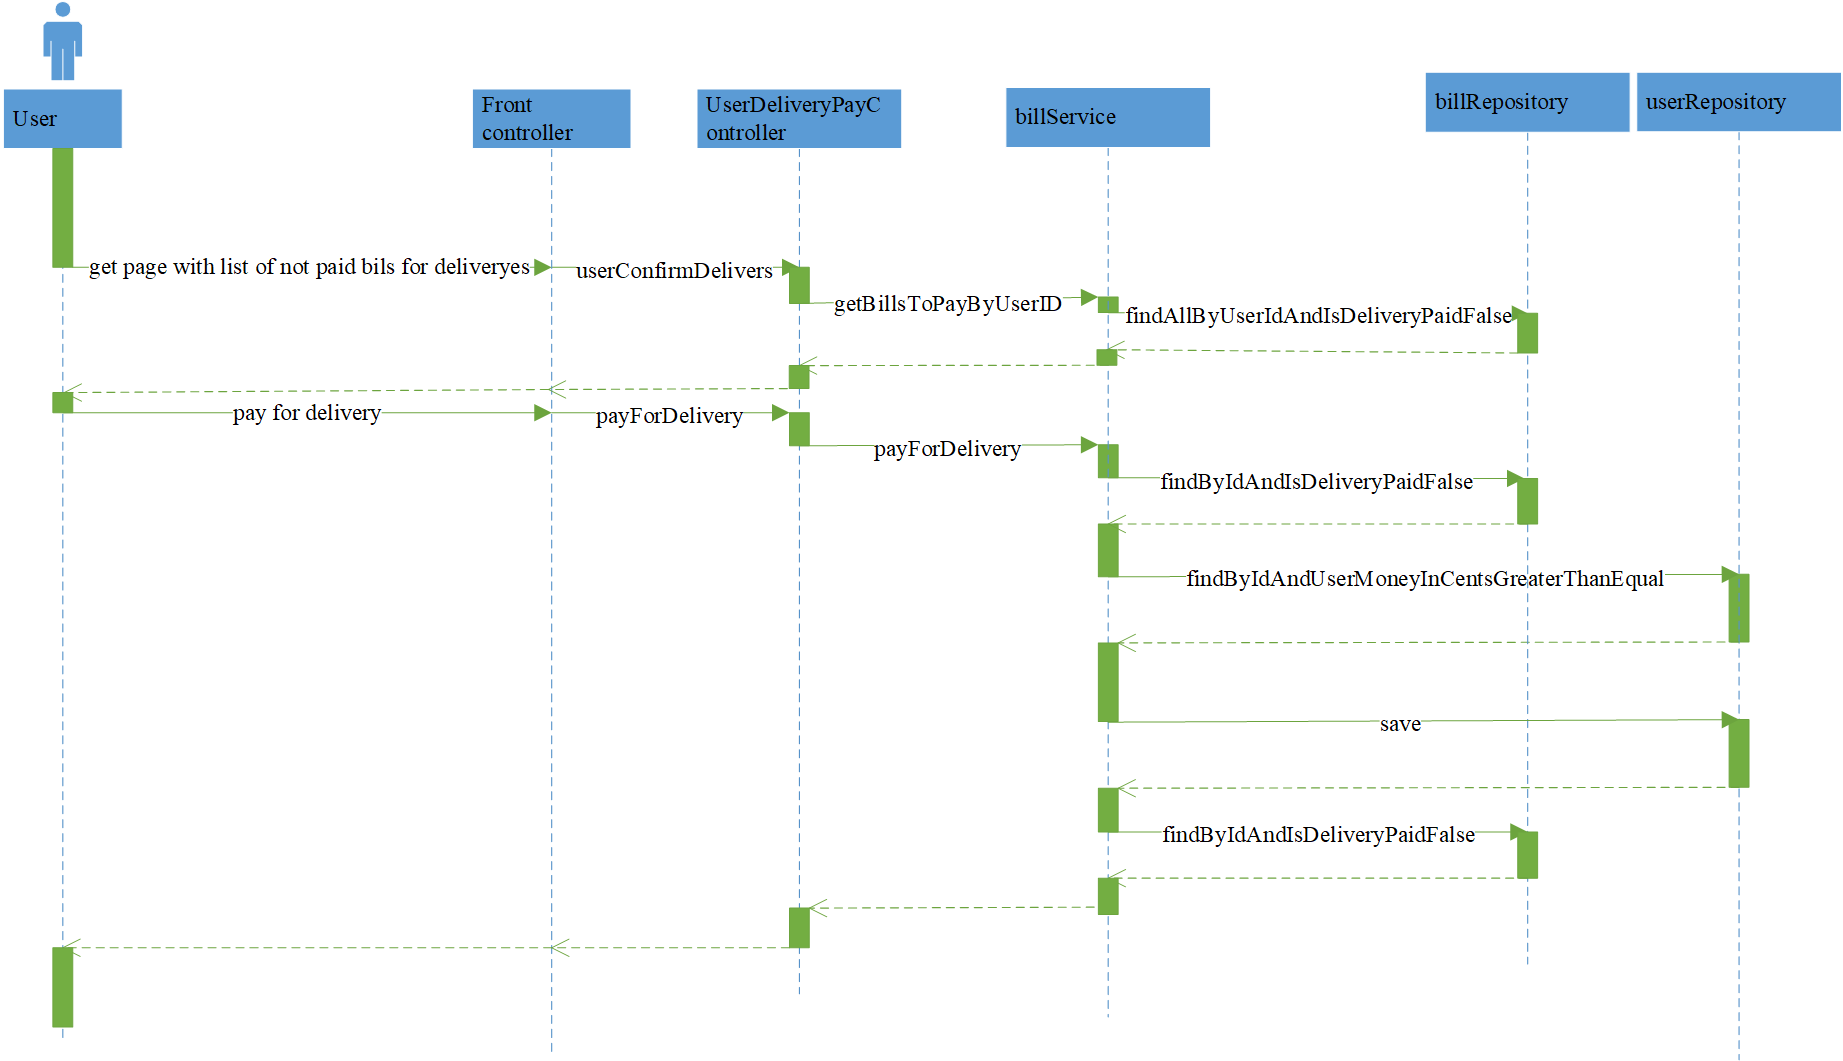 User
Front
controller
UserDeliveryPayC
ontroller
billService
billRepository
userRepository
get page with list of not paid bils for deliveryes
userConfirmDelivers
getBillsToPayByUserID
findAllByUserIdAndIsDeliveryPaidFalse
pay for delivery
payForDelivery
payForDelivery
findByIdAndIsDeliveryPaidFalse
findByIdAndUserMoneyInCentsGreaterThanEqual
save
findByIdAndIsDeliveryPaidFalse